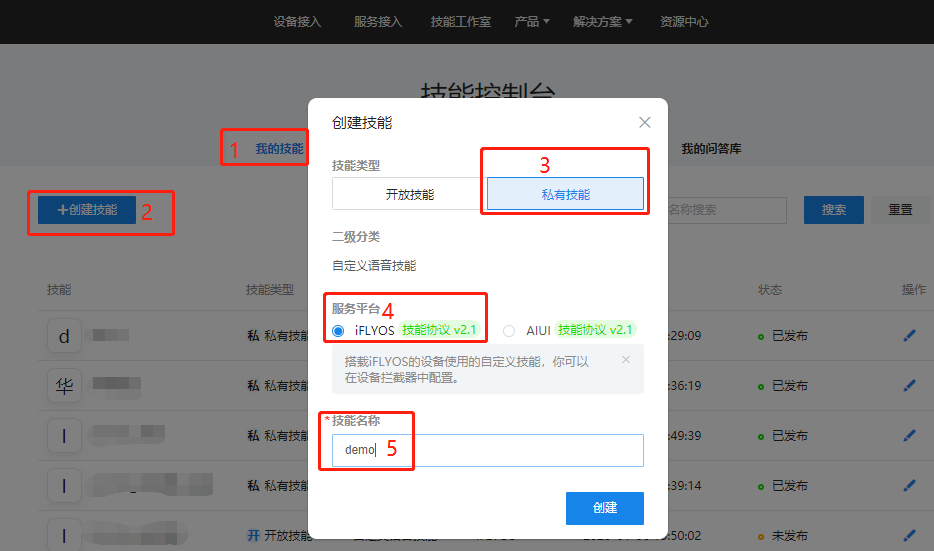 设备接入 服务接入 技能工作室 产品 解决方案 资源中心
技能控制台
1 我的技能 我的问答库
创建技能
技能类型
3
开放技能 私有技能
+创建技能 2 名称搜索 搜索 重置
二级分类
自定义语音技能
技能 技能类型 状态 操作
服务平台 4
iFLYOS 技能协议 v2.1 AIUI 技能协议 v2.1
d 私 私有技能 :29:09 已发布
搭载iFLYOS的设备使用的自定义技能，你可以
在设备拦截器中配置。
华 私 私有技能 :36:19 已发布
*技能名称
demo 5
l 私 私有技能 :49:39 已发布
l 私 私有技能 :39:14 已发布
创建
l 开 开放技能 :50:02 未发布